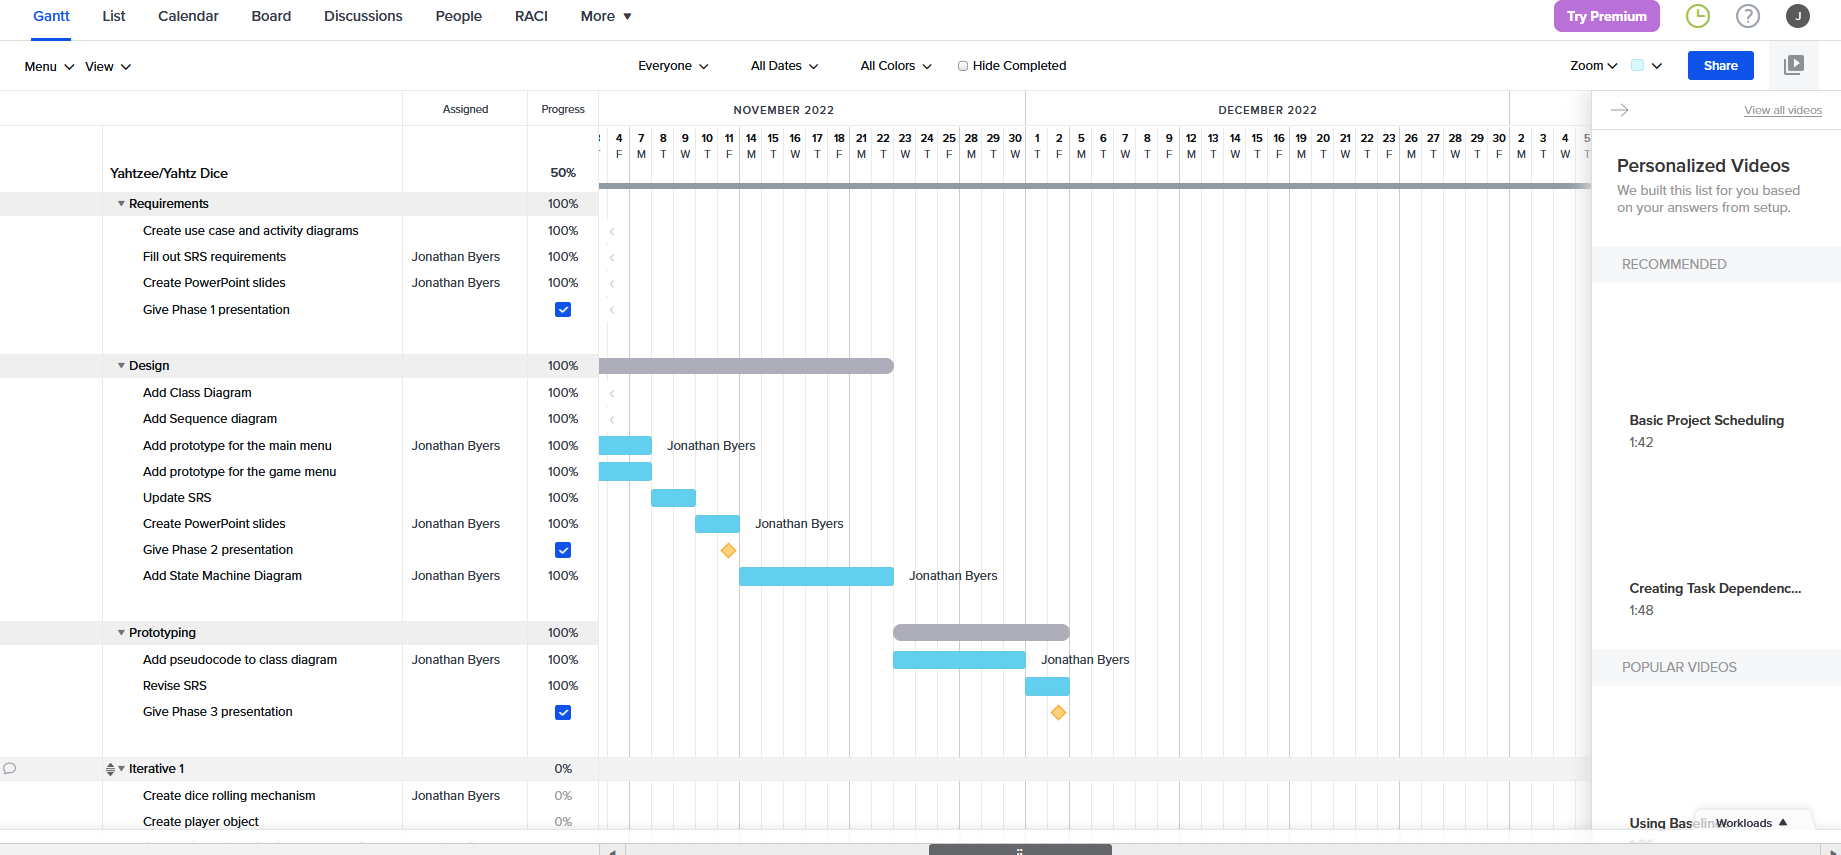 Gantt List Calendar Board Discussions People RACI More ▼ Try Premium ? J
Menu View Everyone All Dates All Colors Hide Completed Zoom Share
Assigned Progress NOVEMBER 2022 DECEMBER 2022 View all videos
4 7 8 9 10 11 14 15 16 17 18 21 22 23 24 25 28 29 30 1 2 5 6 7 8 9 12 13 14 15 16 19 20 21 22 23 26 27 28 29 30 2 3 4 5
F M T W T F M T W T F M T W T F M T W T F M T W T F M T W T F M T W T F M T W T F M T W T
Yahtzee/Yahtz Dice 50%
Requirements 100%
Create use case and activity diagrams 100%
Fill out SRS requirements Jonathan Byers 100%
Create PowerPoint slides Jonathan Byers 100%
Give Phase 1 presentation
Design 100%
Add Class Diagram 100%
Add Sequence diagram 100%
Add prototype for the main menu Jonathan Byers 100% Jonathan Byers
Add prototype for the game menu 100%
Update SRS 100%
Create PowerPoint slides Jonathan Byers 100% Jonathan Byers
Give Phase 2 presentation
Add State Machine Diagram Jonathan Byers 100% Jonathan Byers
Prototyping 100%
Add pseudocode to class diagram Jonathan Byers 100% Jonathan Byers
Revise SRS 100%
Give Phase 3 presentation
Iterative 1 0%
Create dice rolling mechanism Jonathan Byers 0%
Create player object 0%
Personalized Videos
We built this list for you based
on your answers from setup.
RECOMMENDED
Basic Project Scheduling
1:42
Creating Task Dependenc...
1:48
POPULAR VIDEOS
Using
Workloads ▲